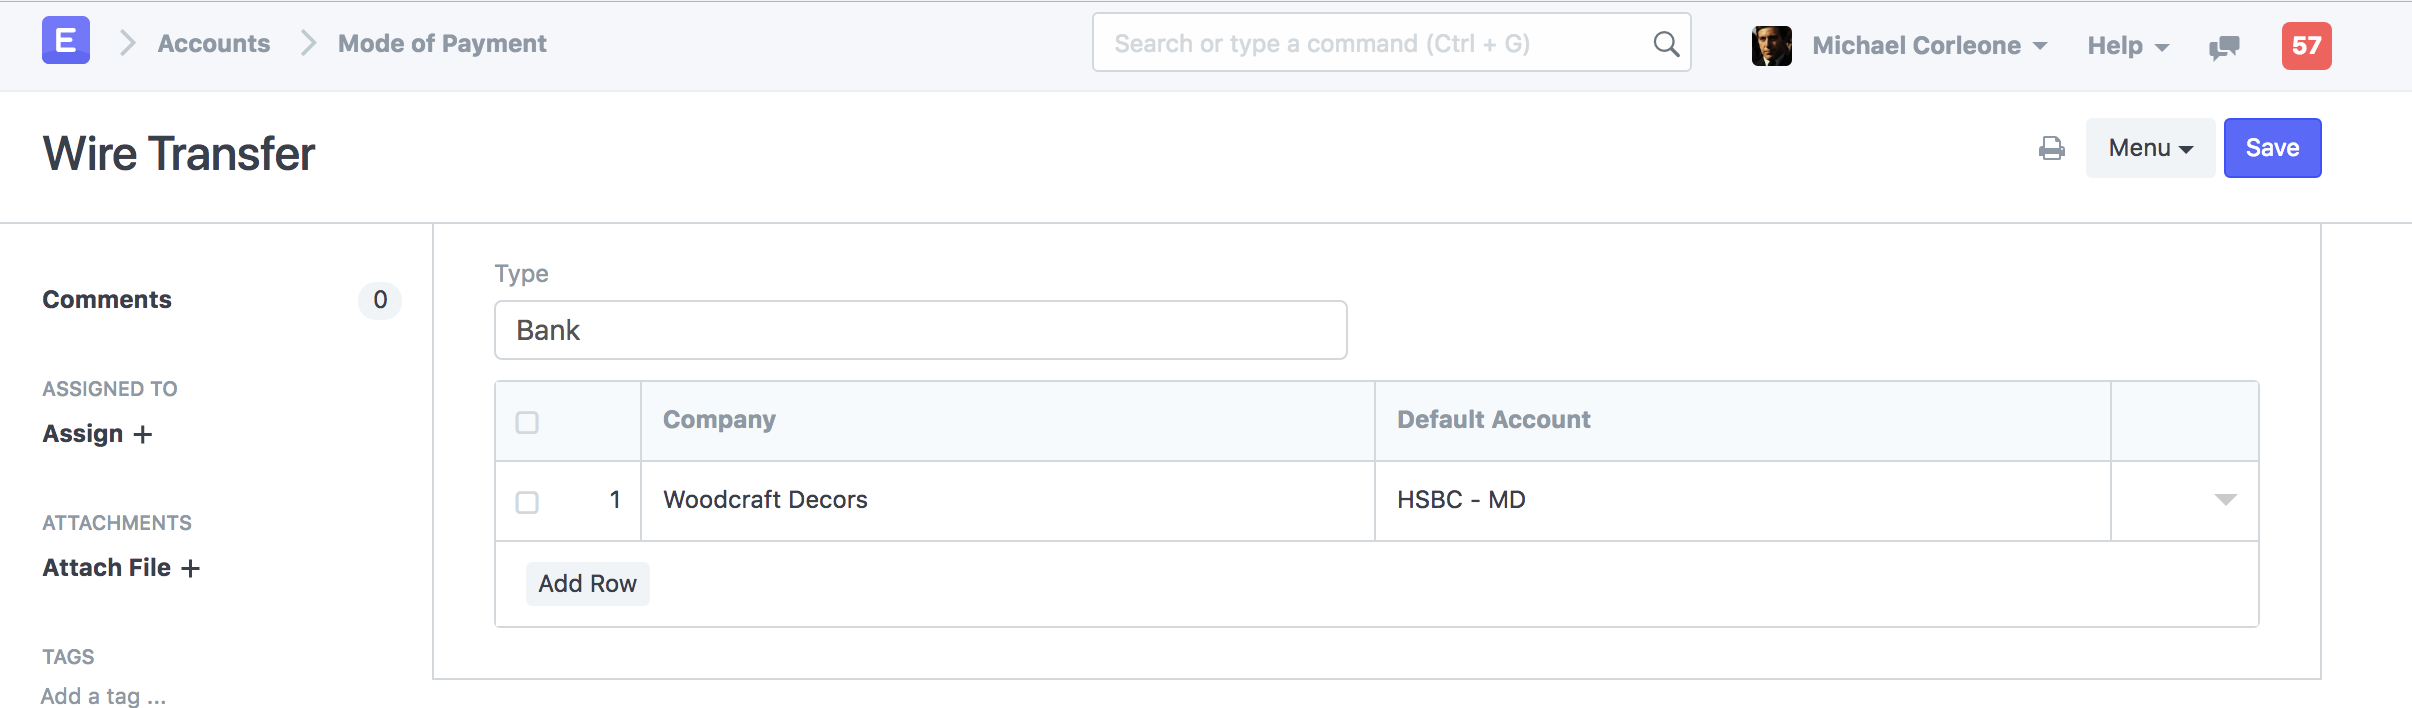 E Accounts Mode of Payment Search or type a command (Ctrl + G) Michael Corleone Help 57
Wire Transfer Menu Save
Comments 0
ASSIGNED TO
Assign +
ATTACHMENTS
Attach File +
TAGS
Add a tag ...
Type
Bank
Company Default Account
1 Woodcraft Decors HSBC - MD
Add Row